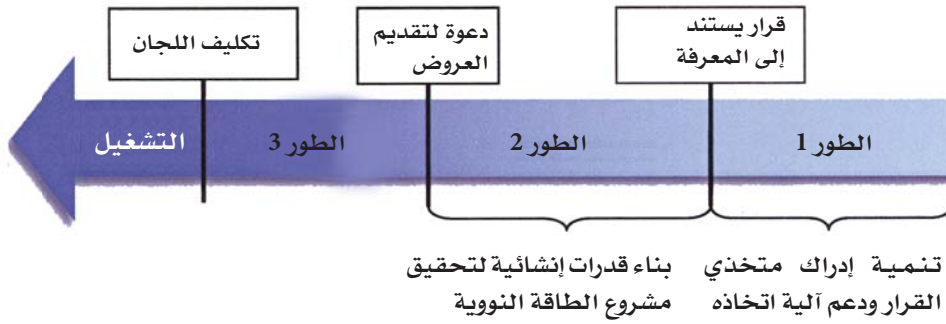 قرار يستند
إلى المعرفة
دعوة لتقديم
العروض
تكليف اللجان
الطور 1
الطور 2
الطور 3
التشغيل
تنمية إدراك متخذي
القرار ودعم آلية اتخاذه
بناء قدرات إنشائية لتحقيق
مشروع الطاقة النووية